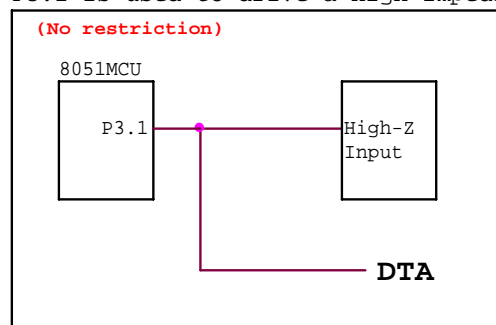 (No restriction)
8051MCU
P3.1
High-Z
Input
DTA